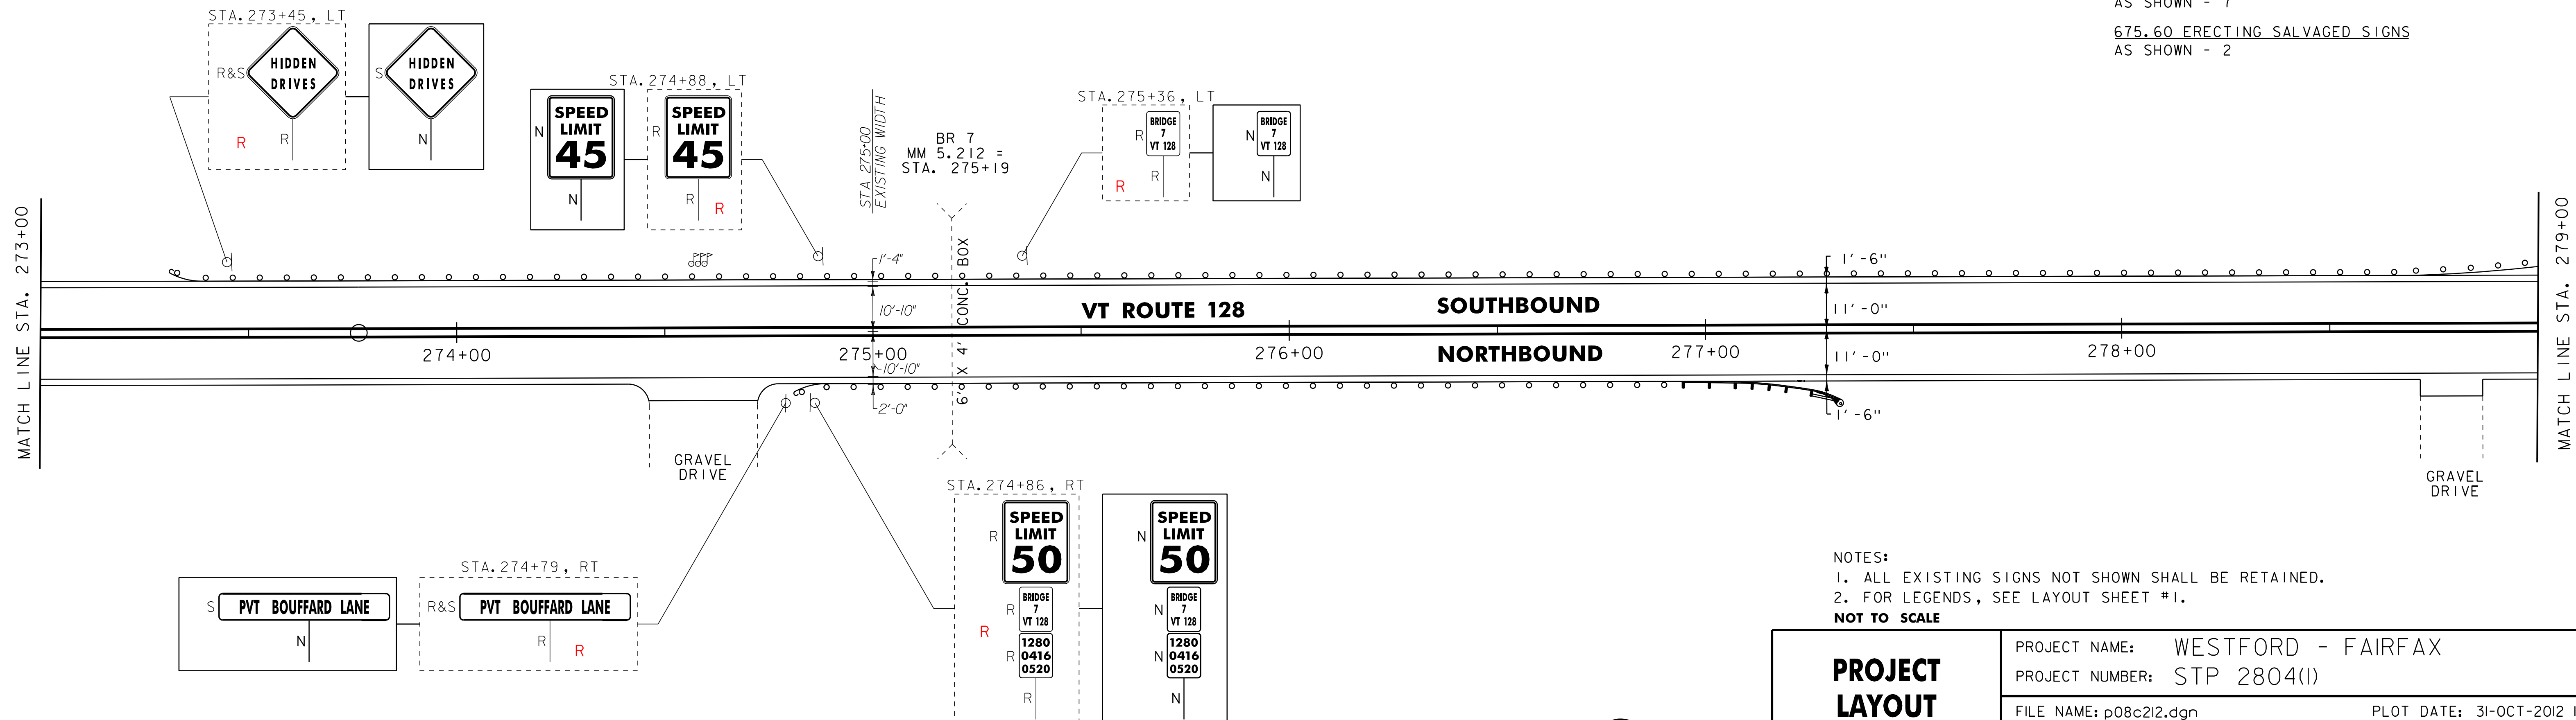 AS SHOWN - 7
675.60 ERECTING SALVAGED SIGNS
AS SHOWN - 2
STA.273+45, LT
R&S
HIDDEN
DRIVES
R
R
S
HIDDEN
DRIVES
N
STA.274+88, LT
N
SPEED
LIMIT
45
N
R
SPEED
LIMIT
45
R
R
STA 275+00
EXISTING WIDTH
BR 7
MM 5.212 =
STA. 275+19
STA.275+36, LT
R
BRIDGE
7
VT 128
R
R
N
BRIDGE
7
VT 128
N
MATCH LINE STA. 273+00
MATCH LINE STA. 279+00
1'-4"
10'-10"
10'-10"
2'-0"
6' X 4' CONC. BOX
VT ROUTE 128
SOUTHBOUND
NORTHBOUND
1'-6"
11'-0"
11'-0"
1'-6"
274+00
275+00
276+00
277+00
278+00
GRAVEL
DRIVE
GRAVEL
DRIVE
STA.274+79, RT
S
PVT BOUFFARD LANE
N
R&S
PVT BOUFFARD LANE
R
R
STA.274+86, RT
R
SPEED
LIMIT
50
R
BRIDGE
7
VT 128
R
R
1280
0416
0520
R
N
SPEED
LIMIT
50
N
BRIDGE
7
VT 128
N
1280
0416
0520
N
NOTES:
1. ALL EXISTING SIGNS NOT SHOWN SHALL BE RETAINED.
2. FOR LEGENDS, SEE LAYOUT SHEET #1.
NOT TO SCALE
PROJECT
LAYOUT
PROJECT NAME: WESTFORD - FAIRFAX
PROJECT NUMBER: STP 2804(1)
FILE NAME: p08c212.dgn
PLOT DATE: 31-OCT-2012